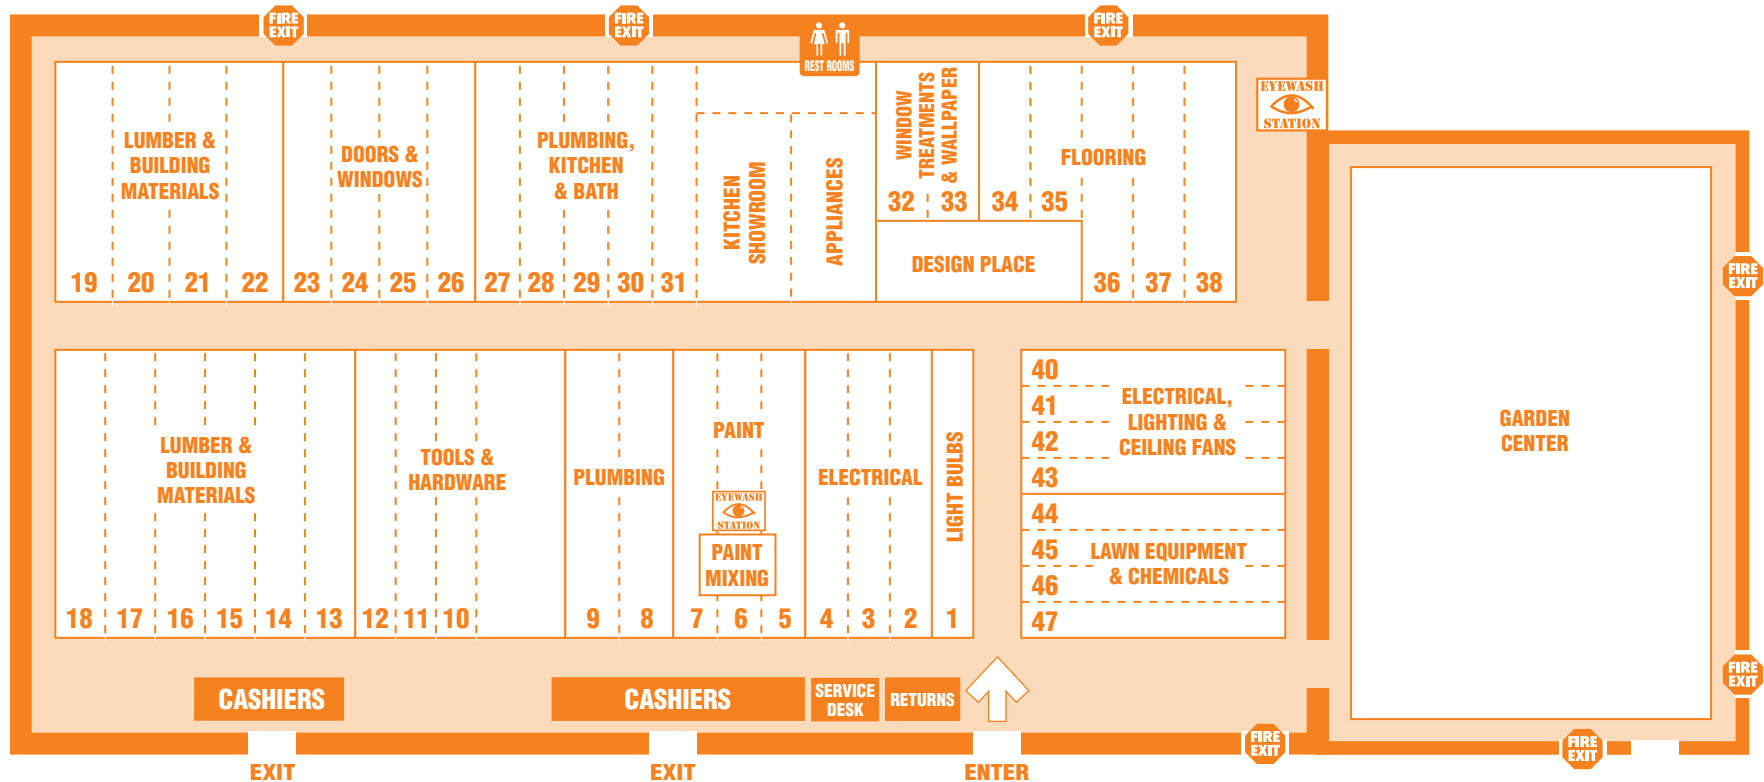 FIRE
EXIT
FIRE
EXIT
REST ROOMS
FIRE
EXIT
EYEWASH
STATION
LUMBER &
BUILDING
MATERIALS
19 20 21 22
DOORS &
WINDOWS
23 24 25 26
PLUMBING,
KITCHEN
& BATH
27 28 29 30 31
KITCHEN
SHOWROOM
APPLIANCES
WINDOW
TREATMENTS
& WALLPAPER
32 33
FLOORING
34 35
DESIGN PLACE
36 37 38
FIRE
EXIT
GARDEN
CENTER
LUMBER &
BUILDING
MATERIALS
18 17 16 15 14 13
TOOLS &
HARDWARE
12 11 10
PLUMBING
9 8
PAINT
EYEWASH
STATION
PAINT
MIXING
7 6 5
ELECTRICAL
4 3 2
LIGHT BULBS
1
40
41
42
43
ELECTRICAL,
LIGHTING &
CEILING FANS
44
45
46
47
LAWN EQUIPMENT
& CHEMICALS
CASHIERS
CASHIERS
SERVICE
DESK
RETURNS
FIRE
EXIT
EXIT
EXIT
ENTER
FIRE
EXIT
FIRE
EXIT